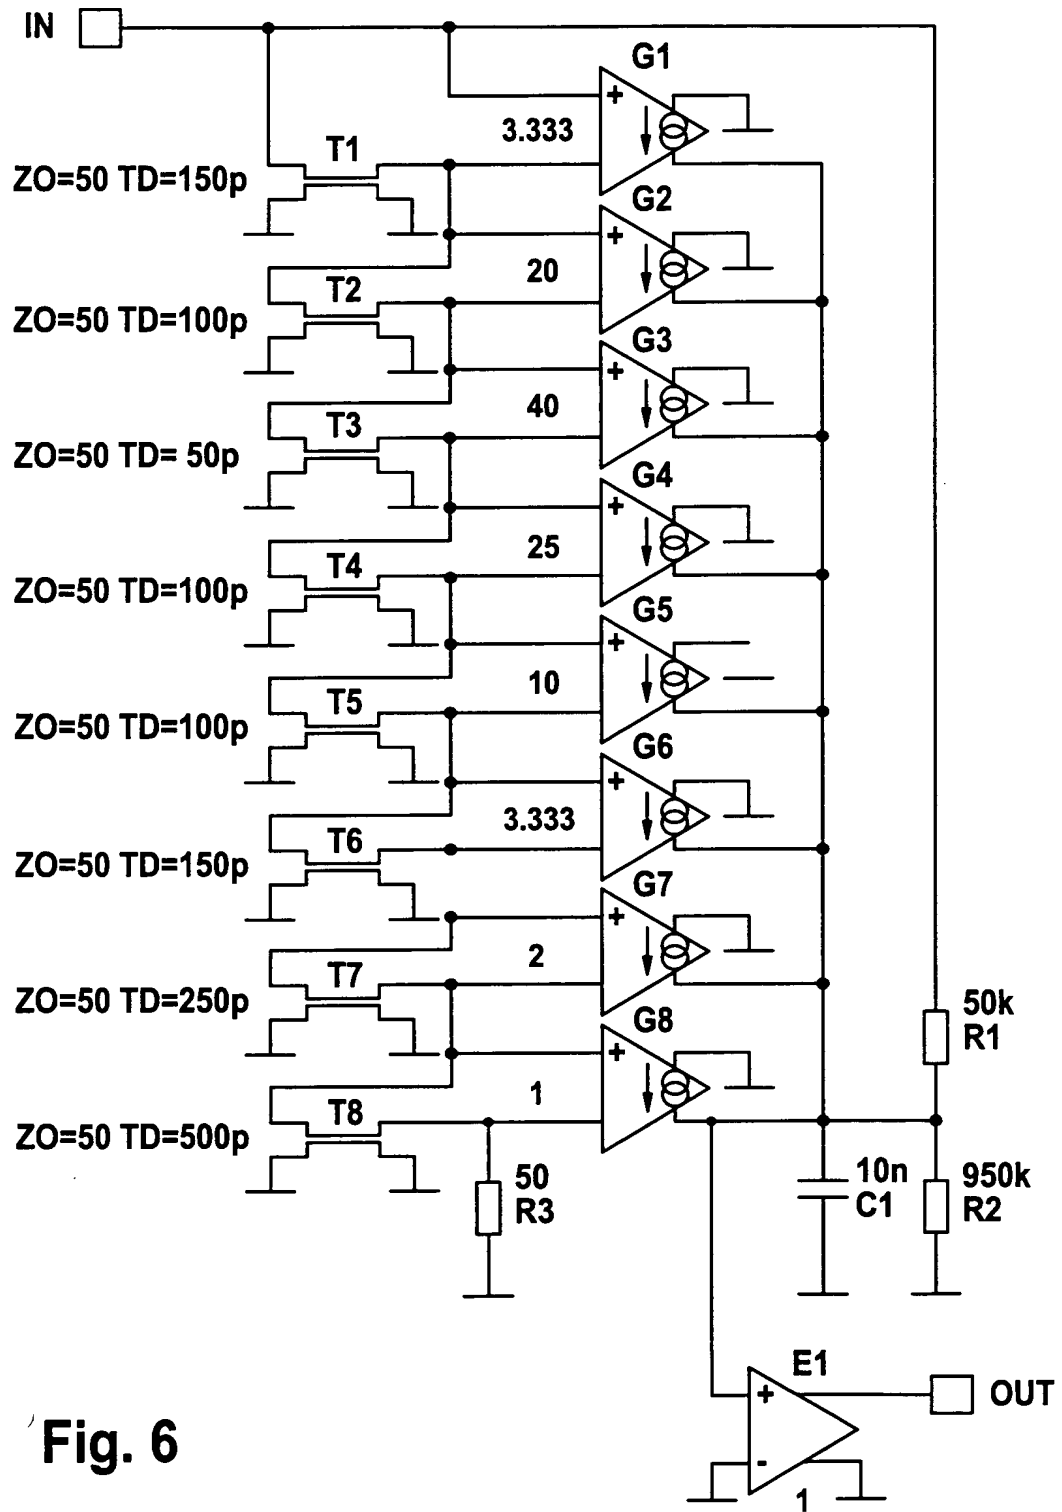 IN
G1
+
3.333
T1
ZO=50 TD=150p
G2
+
20
T2
ZO=50 TD=100p
G3
+
40
T3
ZO=50 TD= 50p
G4
+
25
T4
ZO=50 TD=100p
G5
+
10
T5
ZO=50 TD=100p
G6
+
3.333
T6
ZO=50 TD=150p
G7
+
2
T7
ZO=50 TD=250p
G8
+
1
T8
ZO=50 TD=500p
50k
R1
50
R3
10n
C1
950k
R2
E1
+
-
1
OUT
Fig. 6